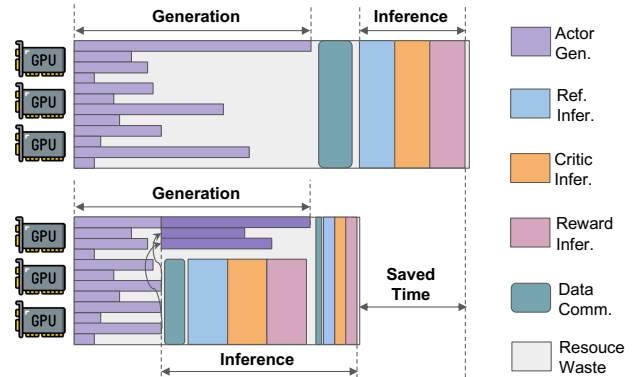 Generation
Inference
GPU
GPU
GPU
Actor
Gen.
Ref.
Infer.
Critic
Infer.
Generation
Reward
Infer.
GPU
GPU
GPU
Saved
Time
Data
Comm.
Inference
Resouce
Waste